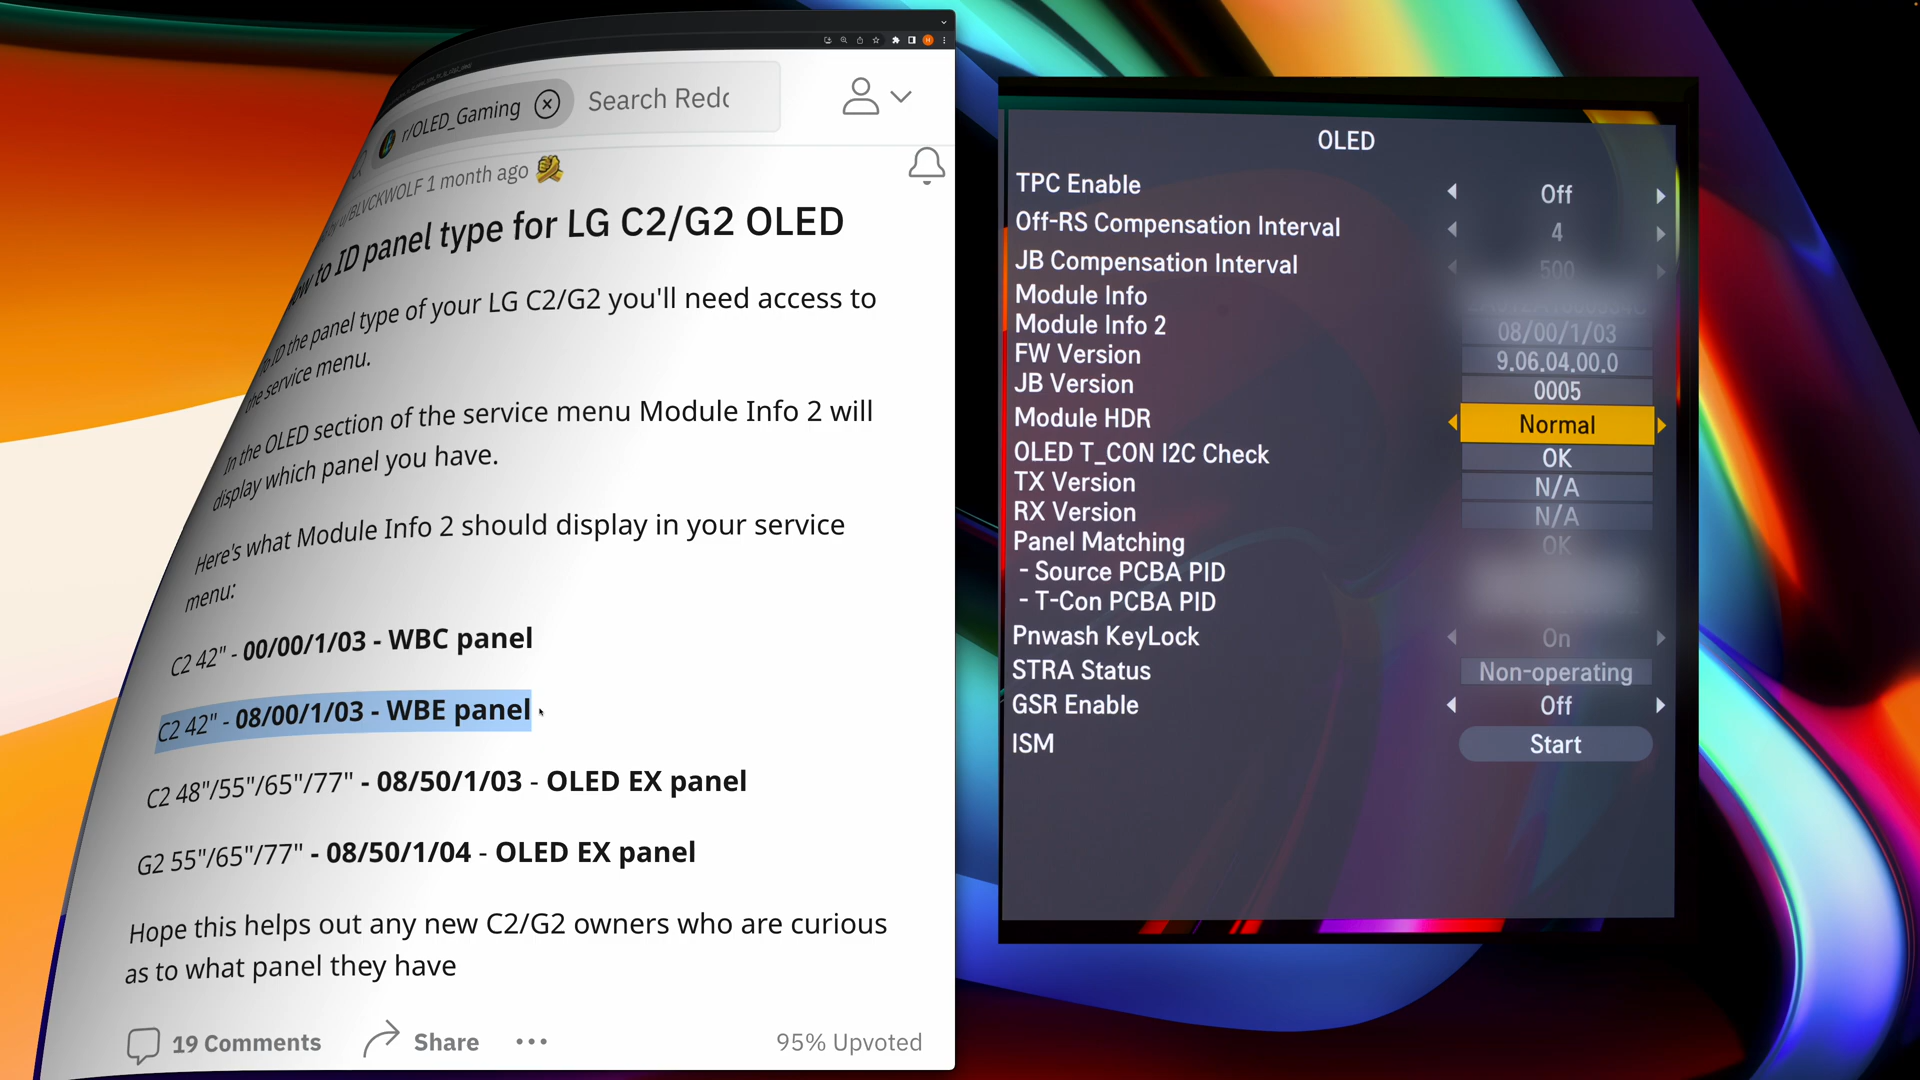 r/OLED_Gaming
Search Redd
u/BLVCKWOLF 1 month ago
to ID panel type for LG C2/G2 OLED
ID the panel type of your LG C2/G2 you'll need access to
the service menu.
In the OLED section of the service menu Module Info 2 will
display which panel you have.
Here's what Module Info 2 should display in your service
menu:
C2 42" - 00/00/1/03 - WBC panel
C2 42" - 08/00/1/03 - WBE panel
C2 48"/55"/65"/77" - 08/50/1/03 - OLED EX panel
G2 55"/65"/77" - 08/50/1/04 - OLED EX panel
Hope this helps out any new C2/G2 owners who are curious
as to what panel they have
19 Comments
Share
95% Upvoted
OLED
TPC Enable Off
Off-RS Compensation Interval 4
JB Compensation Interval 500
Module Info
Module Info 2 08/00/1/03
FW Version 9.06.04.00.0
JB Version 0005
Module HDR Normal
OLED T_CON I2C Check OK
TX Version N/A
RX Version N/A
Panel Matching OK
- Source PCBA PID
- T-Con PCBA PID
Pnwash KeyLock On
STRA Status Non-operating
GSR Enable Off
ISM Start